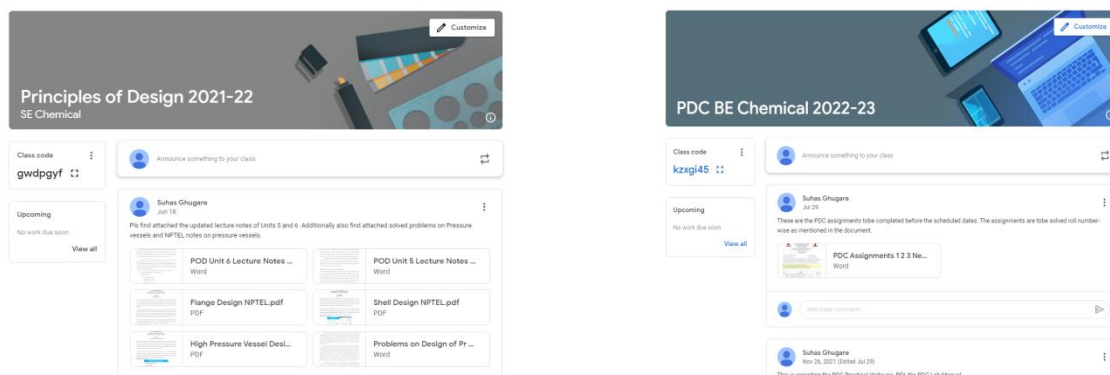 Customize
Principles of Design 2021-22
SE Chemical
Class code
gwdpgyf
Announce something to your class
Upcoming
No work due soon
View all
Suhas Ghugare
Jun 18
Pls find attached the updated lecture notes of Units 5 and 6. Additionally also find attached solved problems on Pressure
vessels and NPTEL notes on pressure vessels.
POD Unit 6 Lecture Notes ...
Word
POD Unit 5 Lecture Notes ...
Word
Flange Design NPTEL.pdf
PDF
Shell Design NPTEL.pdf
PDF
High Pressure Vessel Desi...
PDF
Problems on Design of Pr ...
Word
Customize
PDC BE Chemical 2022-23
Class code
kzxgi45
Announce something to your class
Upcoming
No work due soon
View all
Suhas Ghugare
Jul 29
These are the PDC assignments tobe completed before the scheduled dates. The assignments are tobe solved roll number-
wise as mentioned in the document.
PDC Assignments 1 2 3 Ne...
Word
Add class comment...
Suhas Ghugare
Nov 26, 2021 (Edited Jul 29)